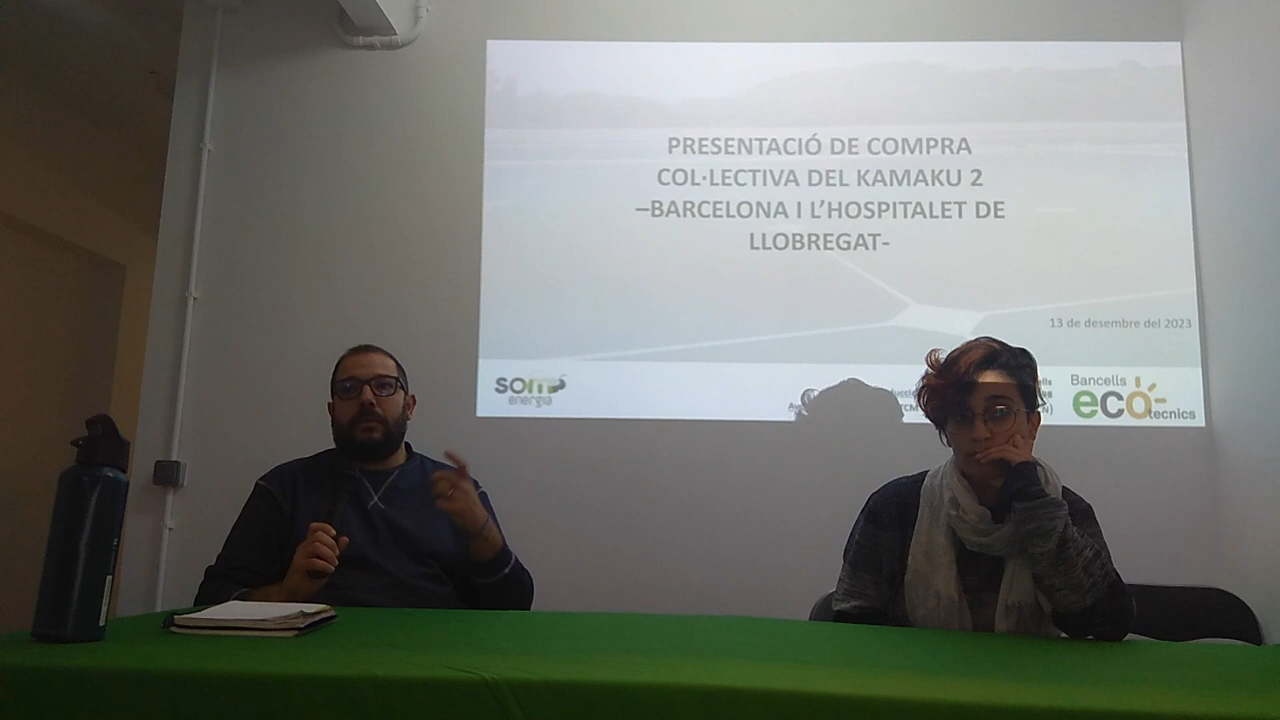 PRESENTACIÓ DE COMPRA
COL·LECTIVA DEL KAMAKU 2
–BARCELONA I L’HOSPITALET DE
LLOBREGAT-
13 de desembre del 2023
som
energia
Bancells
eco-
tecnics